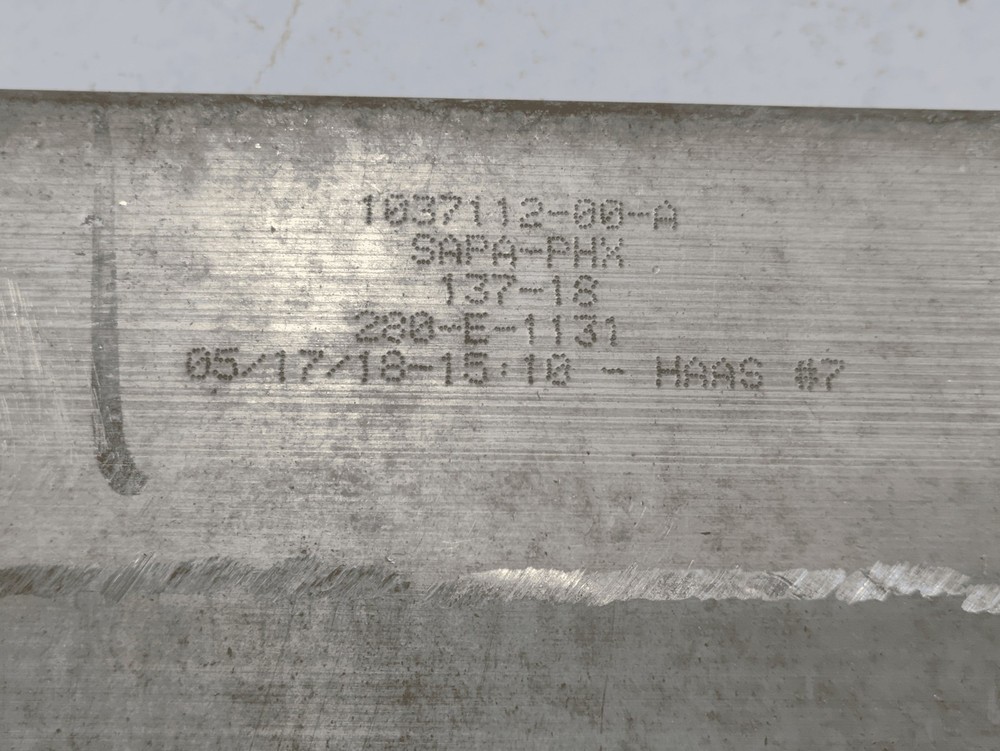 1037112-00-A
SAPA-PHX
137-18
280-E-1131
05/17/18-15:10 - HAAS #7